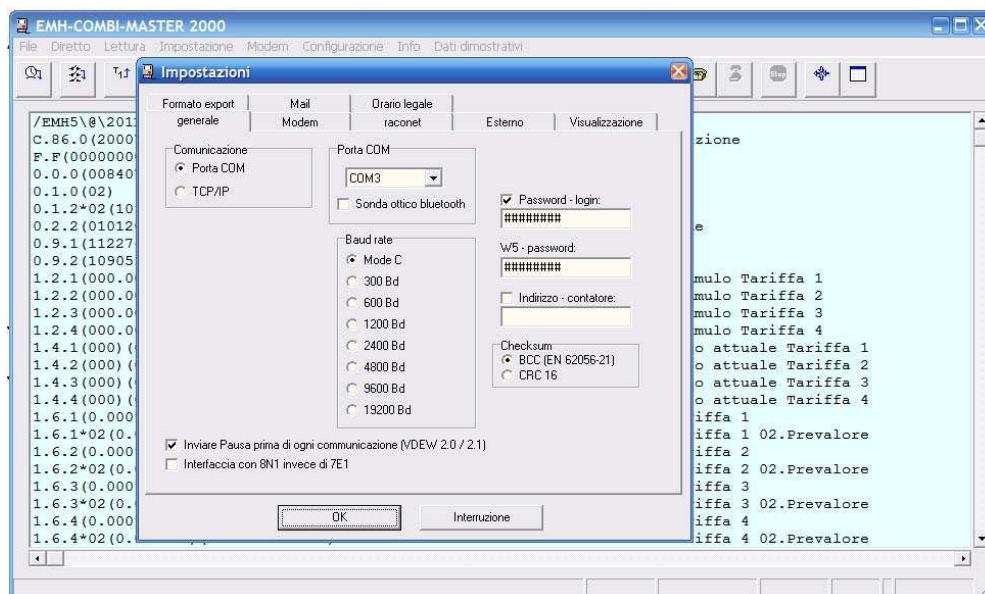 EMH-COMBI-MASTER 2000
File Diretto Lettura Impostazione Modem Configurazione Info Dati dimostrativi
Impostazioni
Stop
Formato export Mail Orario legale
generale Modem raconet Esterno Visualizzazione
Comunicazione
Porta COM
TCP/IP
Porta COM
COM3
Sonda ottico bluetooth
Baud rate
Mode C
300 Bd
600 Bd
1200 Bd
2400 Bd
4800 Bd
9600 Bd
19200 Bd
Password - login:
########
W5 - password:
########
Indirizzo - contatore:
Checksum
BCC (EN 62056-21)
CRC 16
Inviare Pausa prima di ogni communicazione (VDEW 2.0 / 2.1)
Interfaccia con 8N1 invece di 7E1
OK Interruzione
/EMH5\@\201
C.86.0(2000 zione
F.F(0000000
0.0.0(00840
0.1.0(02)
0.1.2*02(10
0.2.2(01012 e
0.9.1(11227
0.9.2(10905
1.2.1(000.0 mulo Tariffa 1
1.2.2(000.0 mulo Tariffa 2
1.2.3(000.0 mulo Tariffa 3
1.2.4(000.0 mulo Tariffa 4
1.4.1(000)( o attuale Tariffa 1
1.4.2(000)( o attuale Tariffa 2
1.4.3(000)( o attuale Tariffa 3
1.4.4(000)( o attuale Tariffa 4
1.6.1(0.000 iffa 1
1.6.1*02(0. iffa 1 02.Prevalore
1.6.2(0.000 iffa 2
1.6.2*02(0. iffa 2 02.Prevalore
1.6.3(0.000 iffa 3
1.6.3*02(0. iffa 3 02.Prevalore
1.6.4(0.000 iffa 4
1.6.4*02(0. iffa 4 02.Prevalore